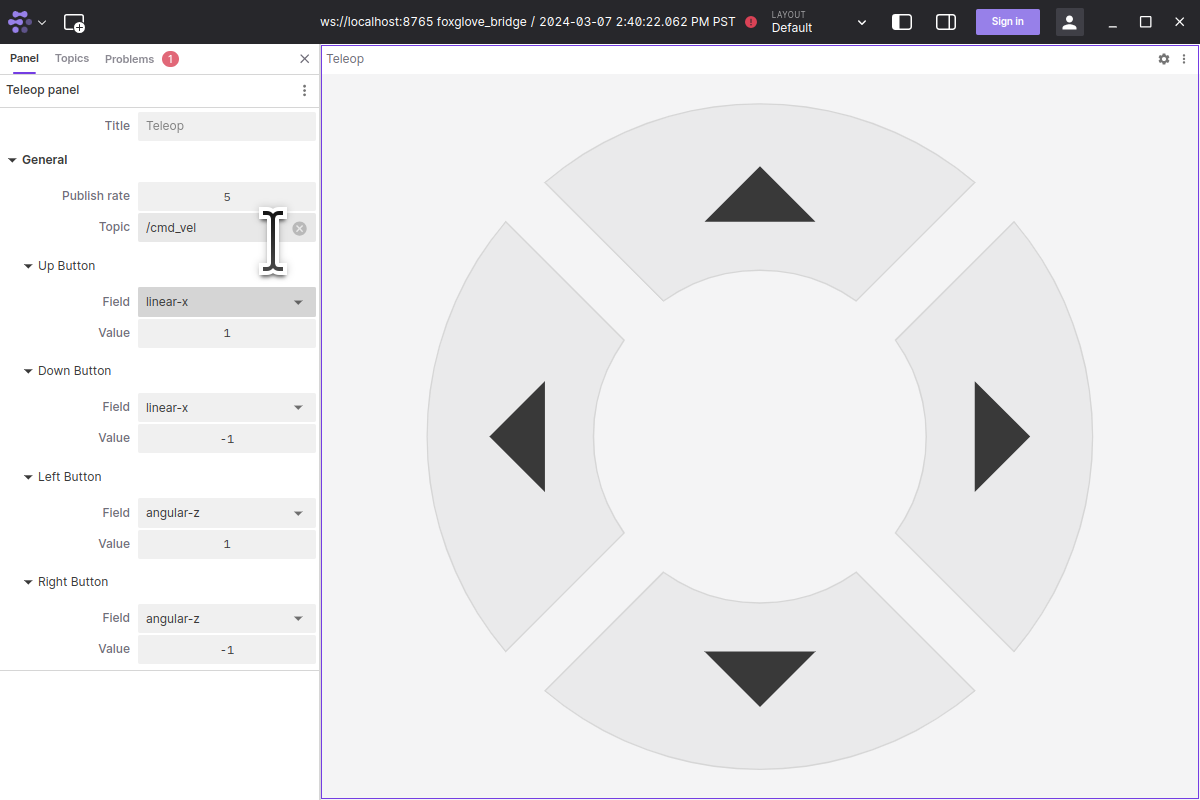 ws://localhost:8765 foxglove_bridge / 2024-03-07 2:40:22.062 PM PST
LAYOUT
Default
Sign in
Panel Topics Problems 1
Teleop
Teleop panel
Title Teleop
General
Publish rate 5
Topic /cmd_vel
Up Button
Field linear-x
Value 1
Down Button
Field linear-x
Value -1
Left Button
Field angular-z
Value 1
Right Button
Field angular-z
Value -1